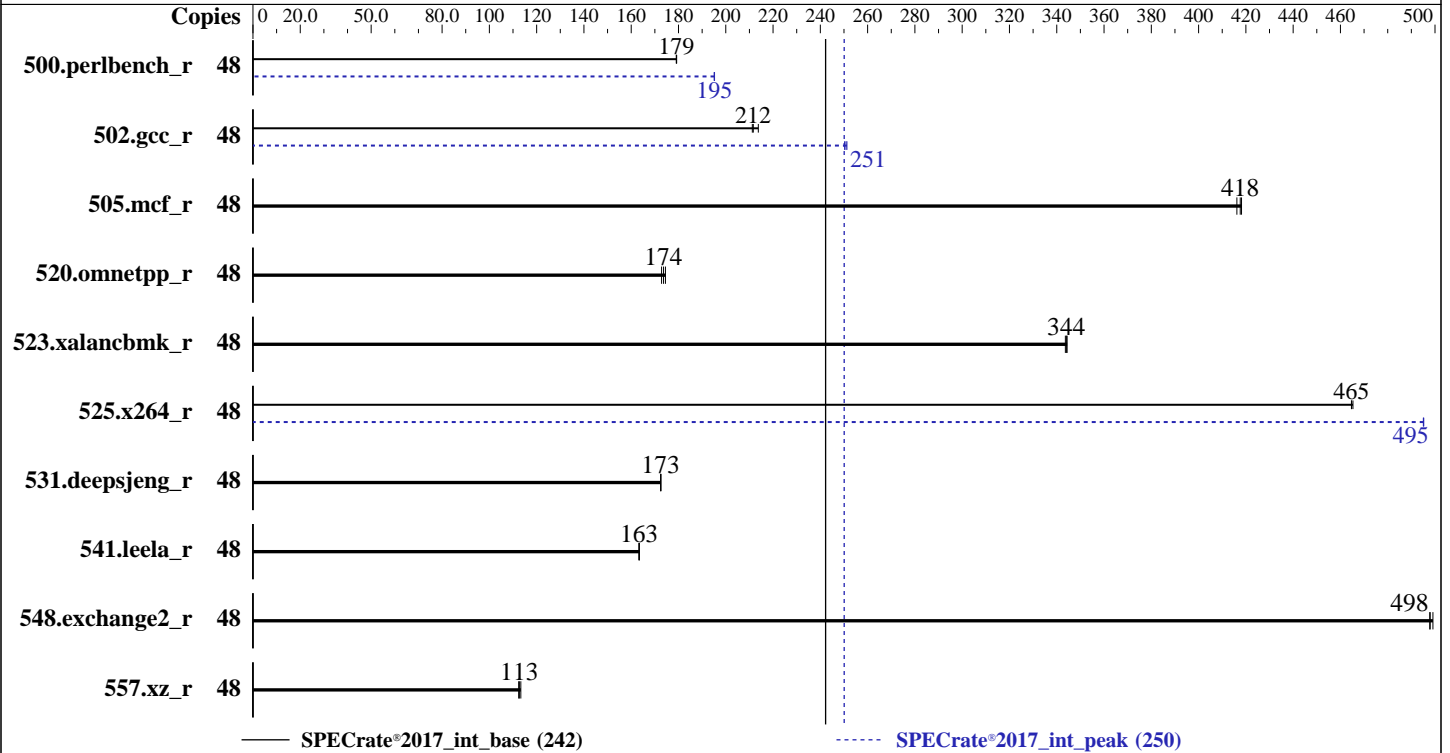 Copies 0 20.0 50.0 80.0 100 120 140 160 180 200 220 240 260 280 300 320 340 360 380 400 420 440 460 500
179
500.perlbench_r 48
195
212
502.gcc_r 48
251
418
505.mcf_r 48
174
520.omnetpp_r 48
344
523.xalancbmk_r 48
465
525.x264_r 48
495
173
531.deepsjeng_r 48
163
541.leela_r 48
498
548.exchange2_r 48
113
557.xz_r 48
SPECrate®2017_int_base (242) SPECrate®2017_int_peak (250)